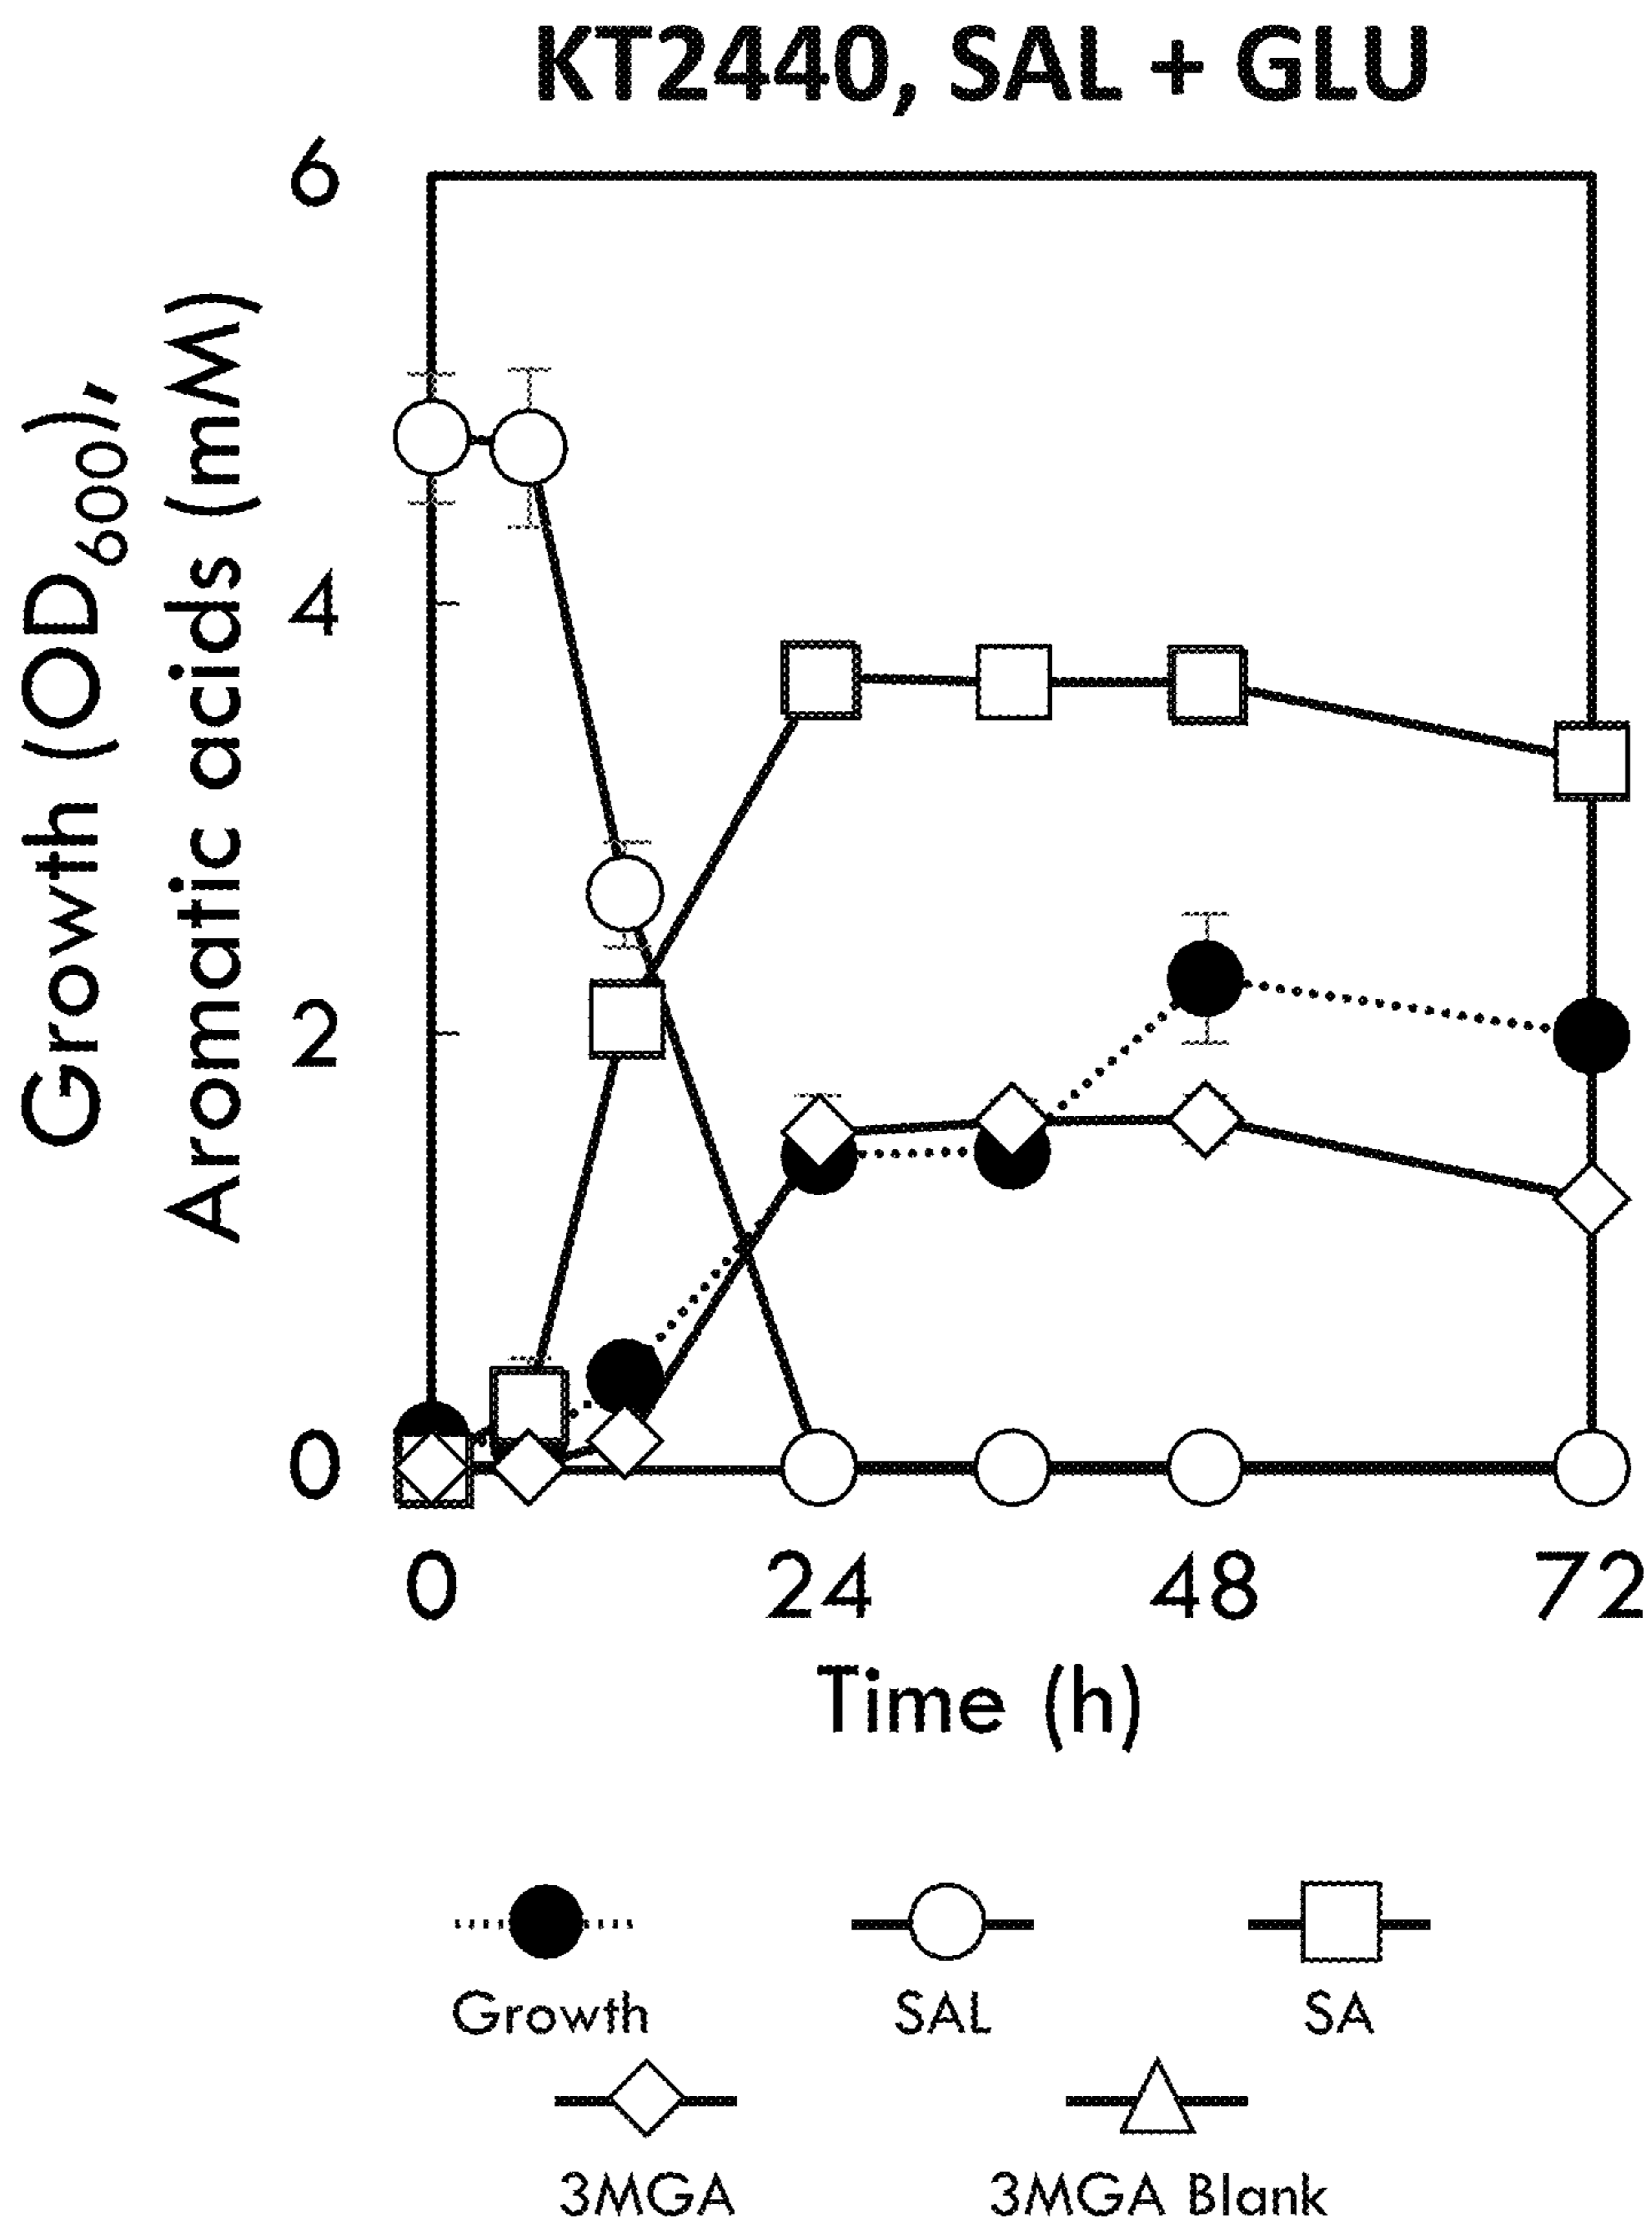 KT2440, SAL + GLU
Growth (OD600),
Aromatic acids (mM)
6
4
2
0
0 24 48 72
Time (h)
Growth SAL SA
3MGA 3MGA Blank